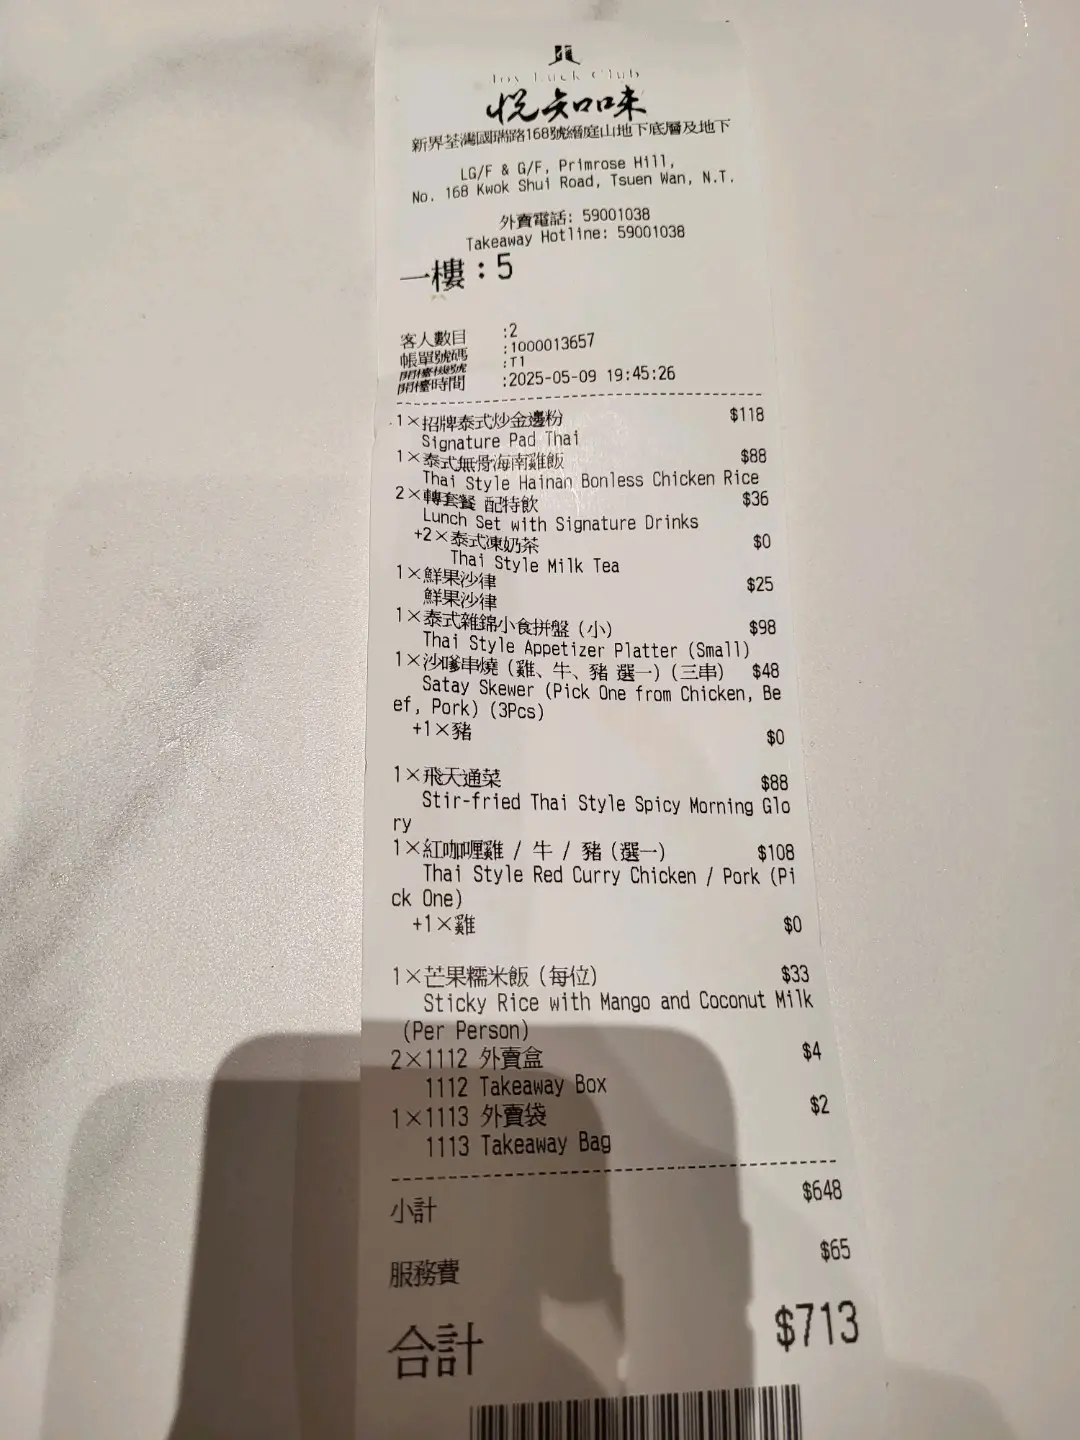 Joy Luck Club
悦知味
新界荃灣國瑞路168號縉庭山地下底層及地下
LG/F & G/F, Primrose Hill,
No. 168 Kwok Shui Road, Tsuen Wan, N.T.
外賣電話: 59001038
Takeaway Hotline: 59001038
一樓：5
客人數目 :2
帳單號碼 :1000013657
開檯機號 :T1
開檯時間 :2025-05-09 19:45:26
1×招牌泰式炒金邊粉 $118
Signature Pad Thai
1×泰式無骨海南雞飯 $88
Thai Style Hainan Bonless Chicken Rice
2×轉套餐 配特飲 $36
Lunch Set with Signature Drinks
+2×泰式凍奶茶 $0
Thai Style Milk Tea
1×鮮果沙律 $25
鮮果沙律
1×泰式雜錦小食拼盤（小） $98
Thai Style Appetizer Platter (Small)
1×沙嗲串燒（雞、牛、豬 選一）（三串） $48
Satay Skewer (Pick One from Chicken, Be
ef, Pork) (3Pcs)
+1×豬 $0
1×飛天通菜 $88
Stir-fried Thai Style Spicy Morning Glo
ry
1×紅咖喱雞 / 牛 / 豬（選一） $108
Thai Style Red Curry Chicken / Pork (Pi
ck One)
+1×雞 $0
1×芒果糯米飯（每位） $33
Sticky Rice with Mango and Coconut Milk
(Per Person)
2×1112 外賣盒 $4
1112 Takeaway Box
1×1113 外賣袋 $2
1113 Takeaway Bag
小計 $648
服務費 $65
合計 $713